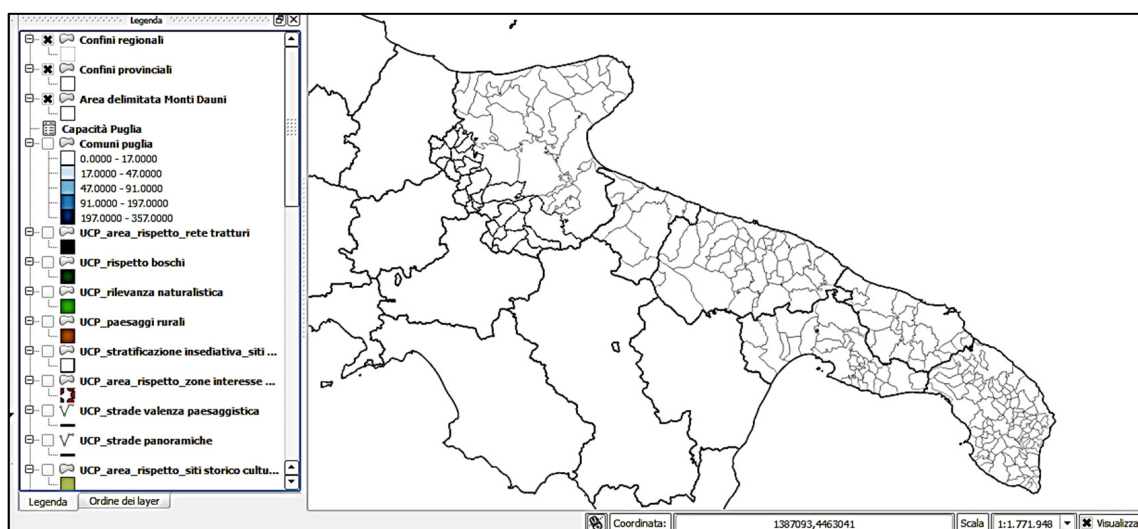 Legenda
Confini regionali
Confini provinciali
Area delimitata Monti Dauni
Capacità Puglia
Comuni puglia
0.0000 - 17.0000
17.0000 - 47.0000
47.0000 - 91.0000
91.0000 - 197.0000
197.0000 - 357.0000
UCP_area_rispetto_rete tratturi
UCP_rispetto boschi
UCP_rilevanza naturalistica
UCP_paesaggi rurali
UCP_stratificazione insediativa_siti ...
UCP_area_rispetto_zone interesse ...
UCP_strade valenza paesaggistica
UCP_strade panoramiche
UCP_area_rispetto_siti storico cultu...
Legenda Ordine dei layer
Coordinata: 1387093,4463041 Scala 1:1.771.948 Visualizza